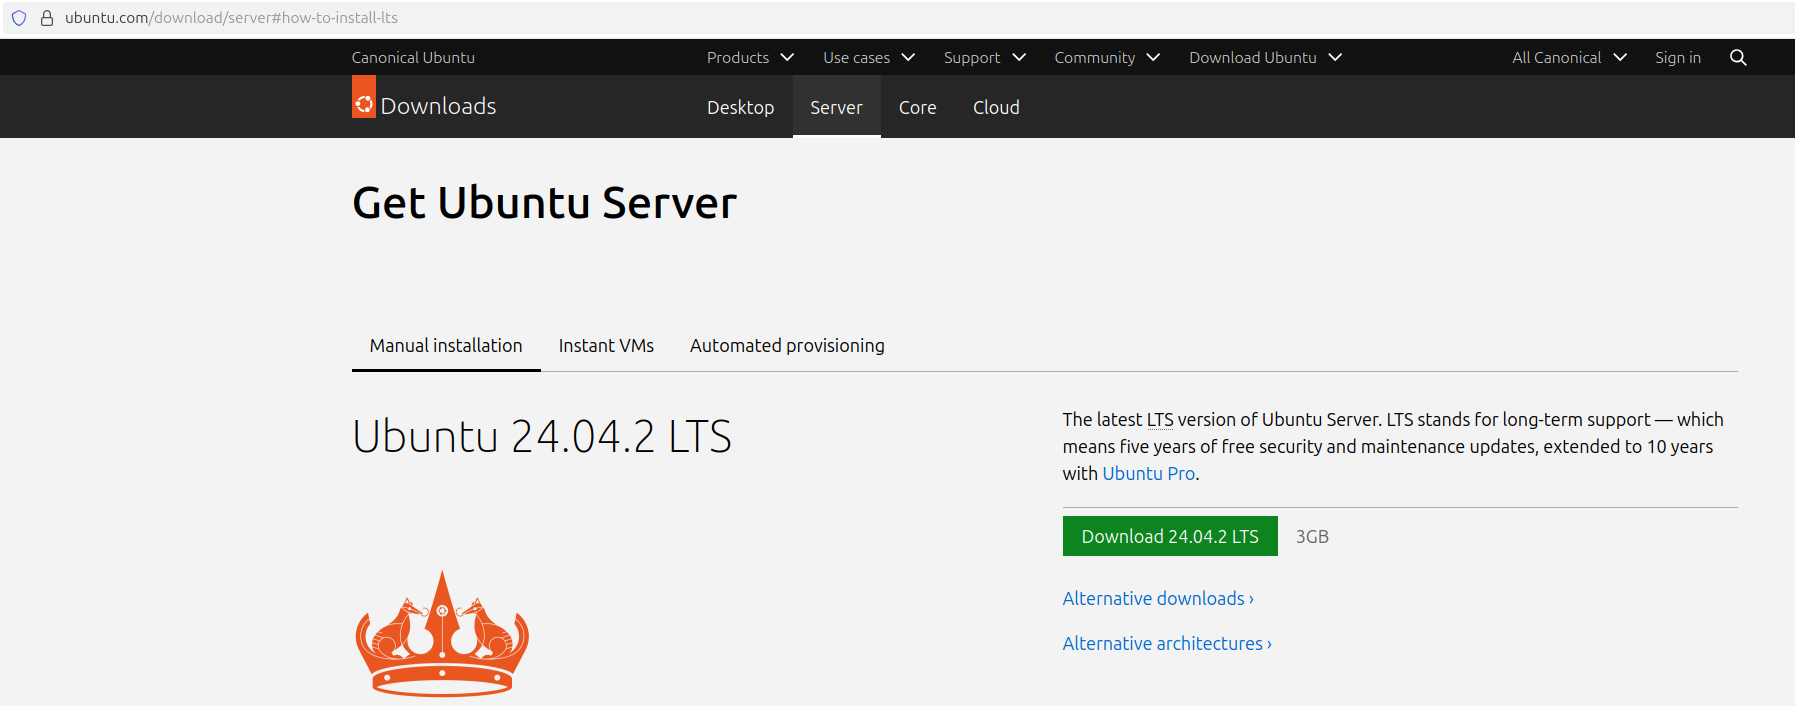 ubuntu.com/download/server#how-to-install-lts
Canonical Ubuntu Products Use cases Support Community Download Ubuntu All Canonical Sign in
Downloads Desktop Server Core Cloud
Get Ubuntu Server
Manual installation Instant VMs Automated provisioning
Ubuntu 24.04.2 LTS
The latest LTS version of Ubuntu Server. LTS stands for long-term support — which
means five years of free security and maintenance updates, extended to 10 years
with Ubuntu Pro.
Download 24.04.2 LTS 3GB
Alternative downloads ›
Alternative architectures ›